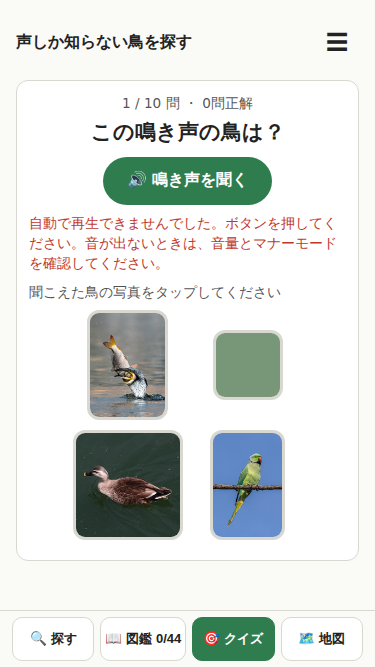 声しか知らない鳥を探す
1 / 10 問 ・ 0問正解
この鳴き声の鳥は？
🔊 鳴き声を聞く
自動で再生できませんでした。ボタンを押してく
ださい。音が出ないときは、音量とマナーモード
を確認してください。
聞こえた鳥の写真をタップしてください
🔍 探す
📖 図鑑 0/44
🎯 クイズ
🗺️ 地図